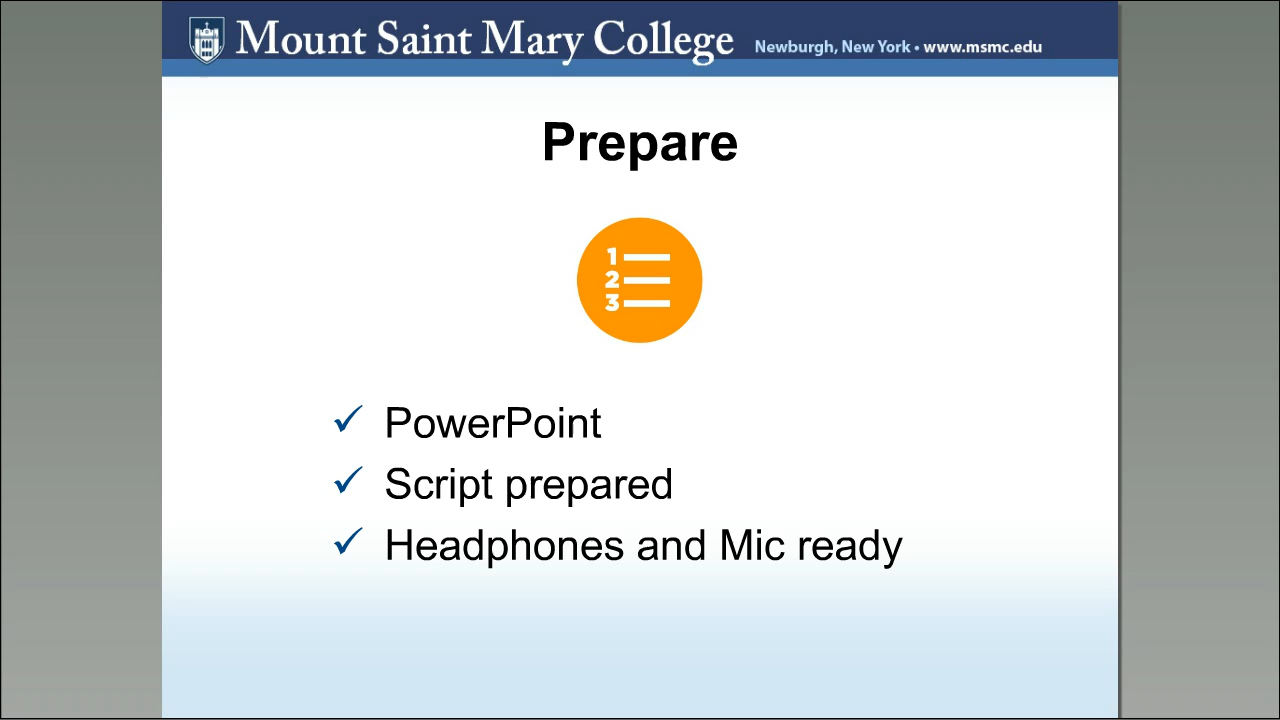 Mount Saint Mary College Newburgh, New York • www.msmc.edu
Prepare
1
2
3
✓ PowerPoint
✓ Script prepared
✓ Headphones and Mic ready